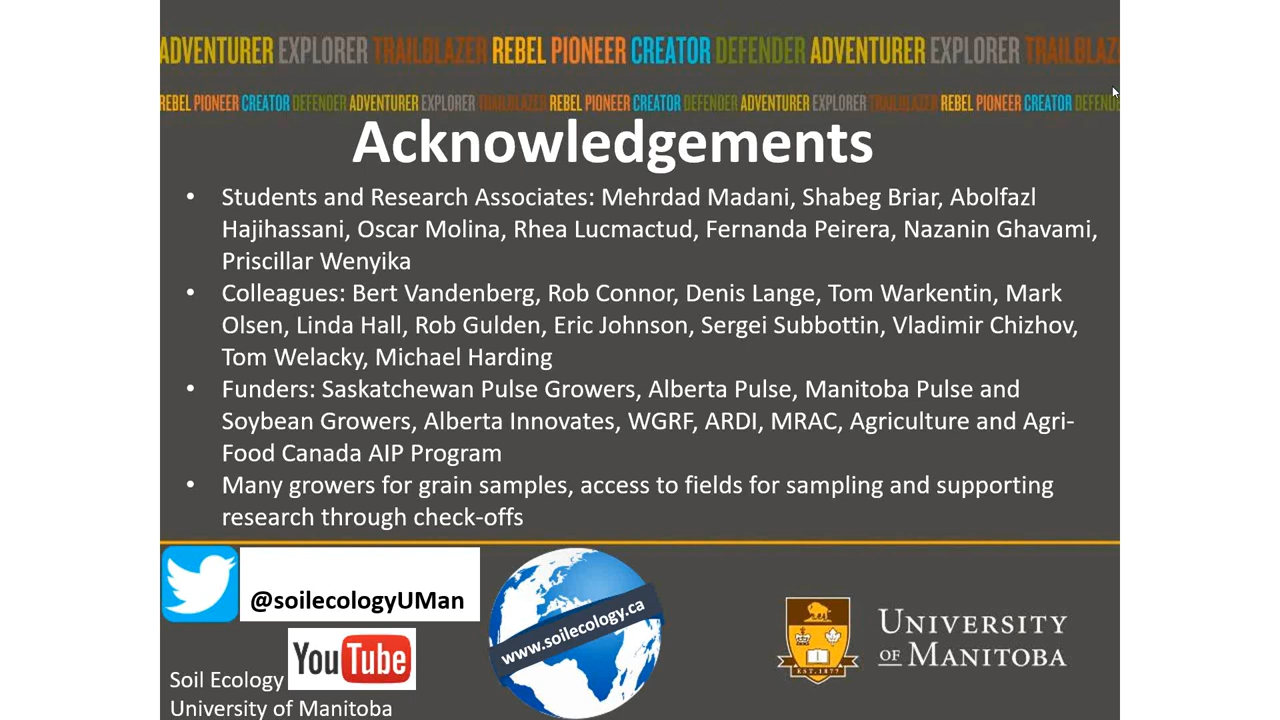 ADVENTURER EXPLORER TRAILBLAZER REBEL PIONEER CREATOR DEFENDER ADVENTURER EXPLORER TRAILBLAZ
REBEL PIONEER CREATOR DEFENDER ADVENTURER EXPLORER TRAILBLAZER REBEL PIONEER CREATOR DEFENDER ADVENTURER EXPLORER TRAILBLAZER REBEL PIONEER CREATOR DEFENDE
Acknowledgements
• Students and Research Associates: Mehrdad Madani, Shabeg Briar, Abolfazl
Hajihassani, Oscar Molina, Rhea Lucmactud, Fernanda Peirera, Nazanin Ghavami,
Priscillar Wenyika
• Colleagues: Bert Vandenberg, Rob Connor, Denis Lange, Tom Warkentin, Mark
Olsen, Linda Hall, Rob Gulden, Eric Johnson, Sergei Subbottin, Vladimir Chizhov,
Tom Welacky, Michael Harding
• Funders: Saskatchewan Pulse Growers, Alberta Pulse, Manitoba Pulse and
Soybean Growers, Alberta Innovates, WGRF, ARDI, MRAC, Agriculture and Agri-
Food Canada AIP Program
• Many growers for grain samples, access to fields for sampling and supporting
research through check-offs
@soilecologyUMan
YouTube
Soil Ecology
University of Manitoba
www.soilecology.ca
EST. 1877
UNIVERSITY
OF MANITOBA